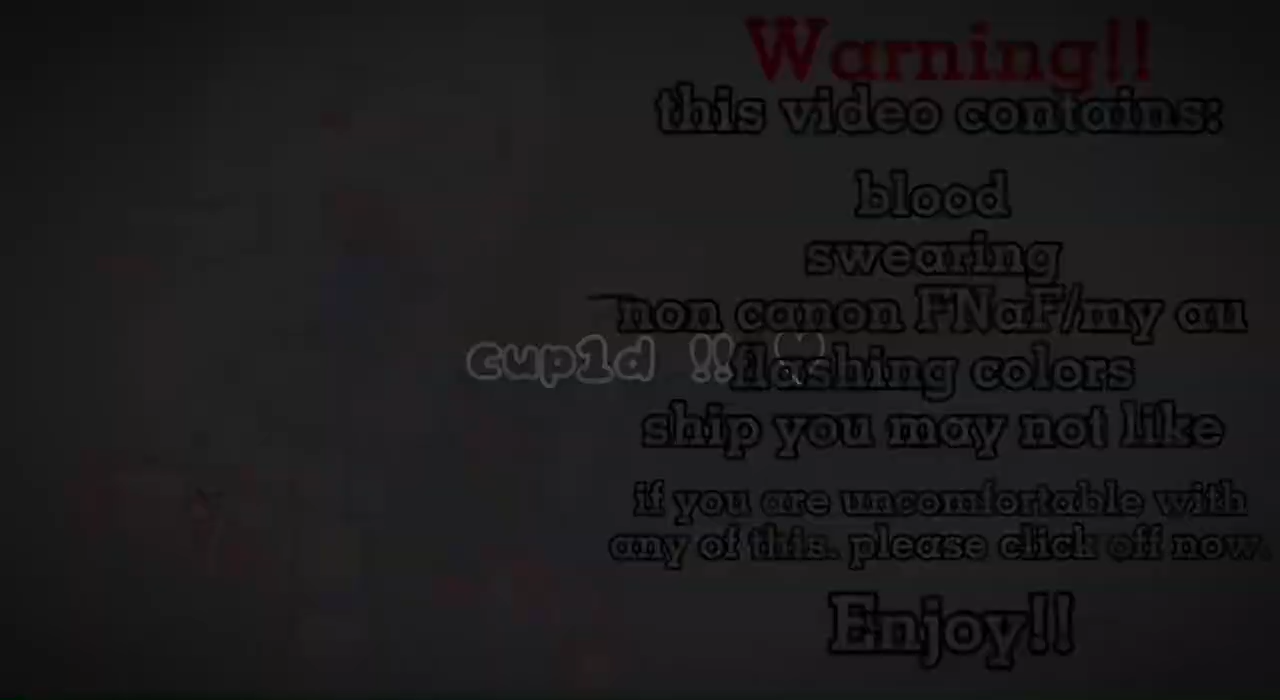 Warning!!
this video contains:
blood
swearing
non canon FNaF/my au
cup1d !! ♡
flashing colors
ship you may not like
if you are uncomfortable with
any of this. please click off now.
Enjoy!!